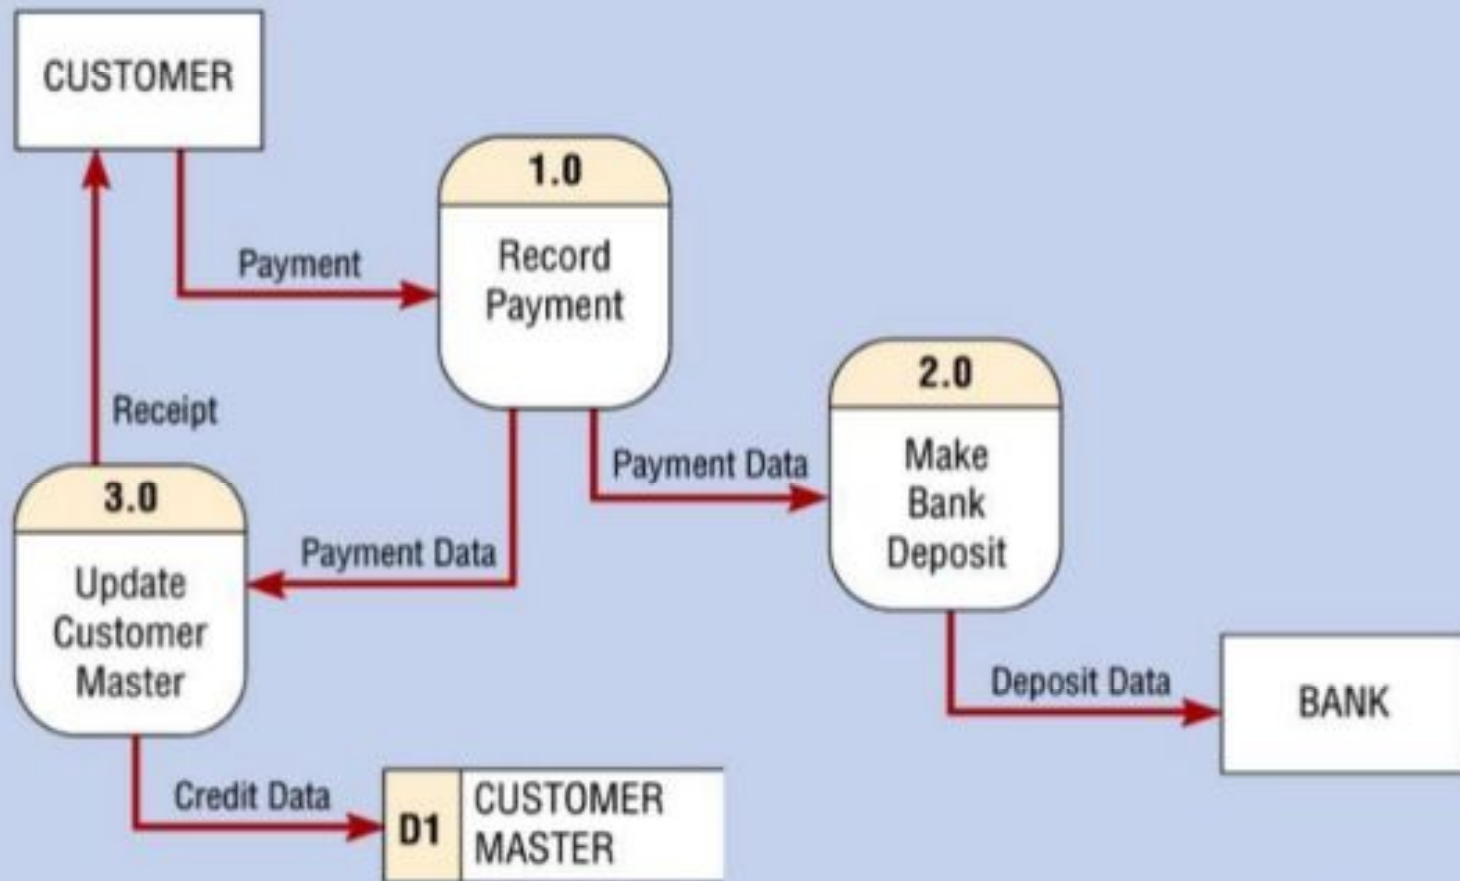 CUSTOMER
1.0
Record
Payment
Payment
2.0
Make
Bank
Deposit
Receipt
Payment Data
3.0
Update
Customer
Master
Payment Data
Deposit Data
BANK
Credit Data
D1
CUSTOMER
MASTER